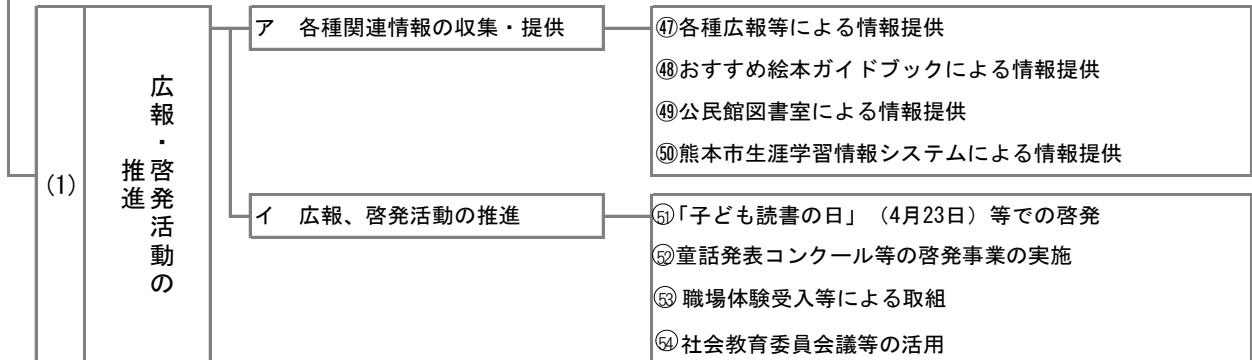 (1)
広報・啓発活動の
推進
ア　各種関連情報の収集・提供
㊼各種広報等による情報提供
㊽おすすめ絵本ガイドブックによる情報提供
㊾公民館図書室による情報提供
㊿熊本市生涯学習情報システムによる情報提供
イ　広報、啓発活動の推進
51「子ども読書の日」（4月23日）等での啓発
52童話発表コンクール等の啓発事業の実施
53 職場体験受入等による取組
54社会教育委員会議等の活用